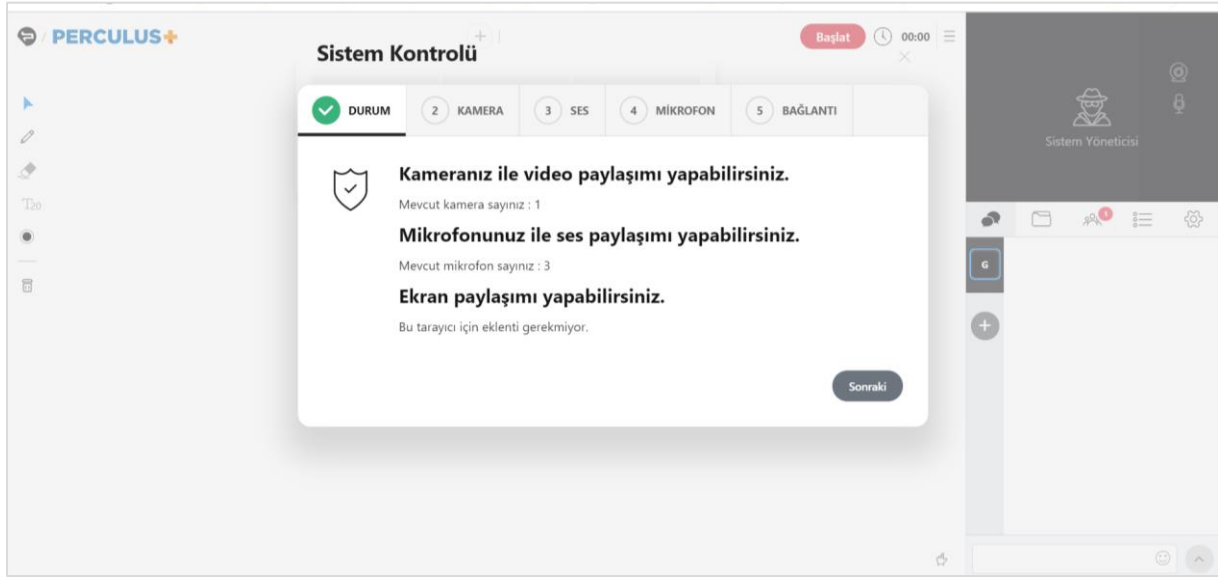 PERCULUS+
Başlat
00:00
Sistem Kontrolü
DURUM
2 KAMERA
3 SES
4 MİKROFON
5 BAĞLANTI
Kameranız ile video paylaşımı yapabilirsiniz.
Mevcut kamera sayınız : 1
Mikrofonunuz ile ses paylaşımı yapabilirsiniz.
Mevcut mikrofon sayınız : 3
Ekran paylaşımı yapabilirsiniz.
Bu tarayıcı için eklenti gerekmiyor.
Sonraki
T20
Sistem Yöneticisi
1
G